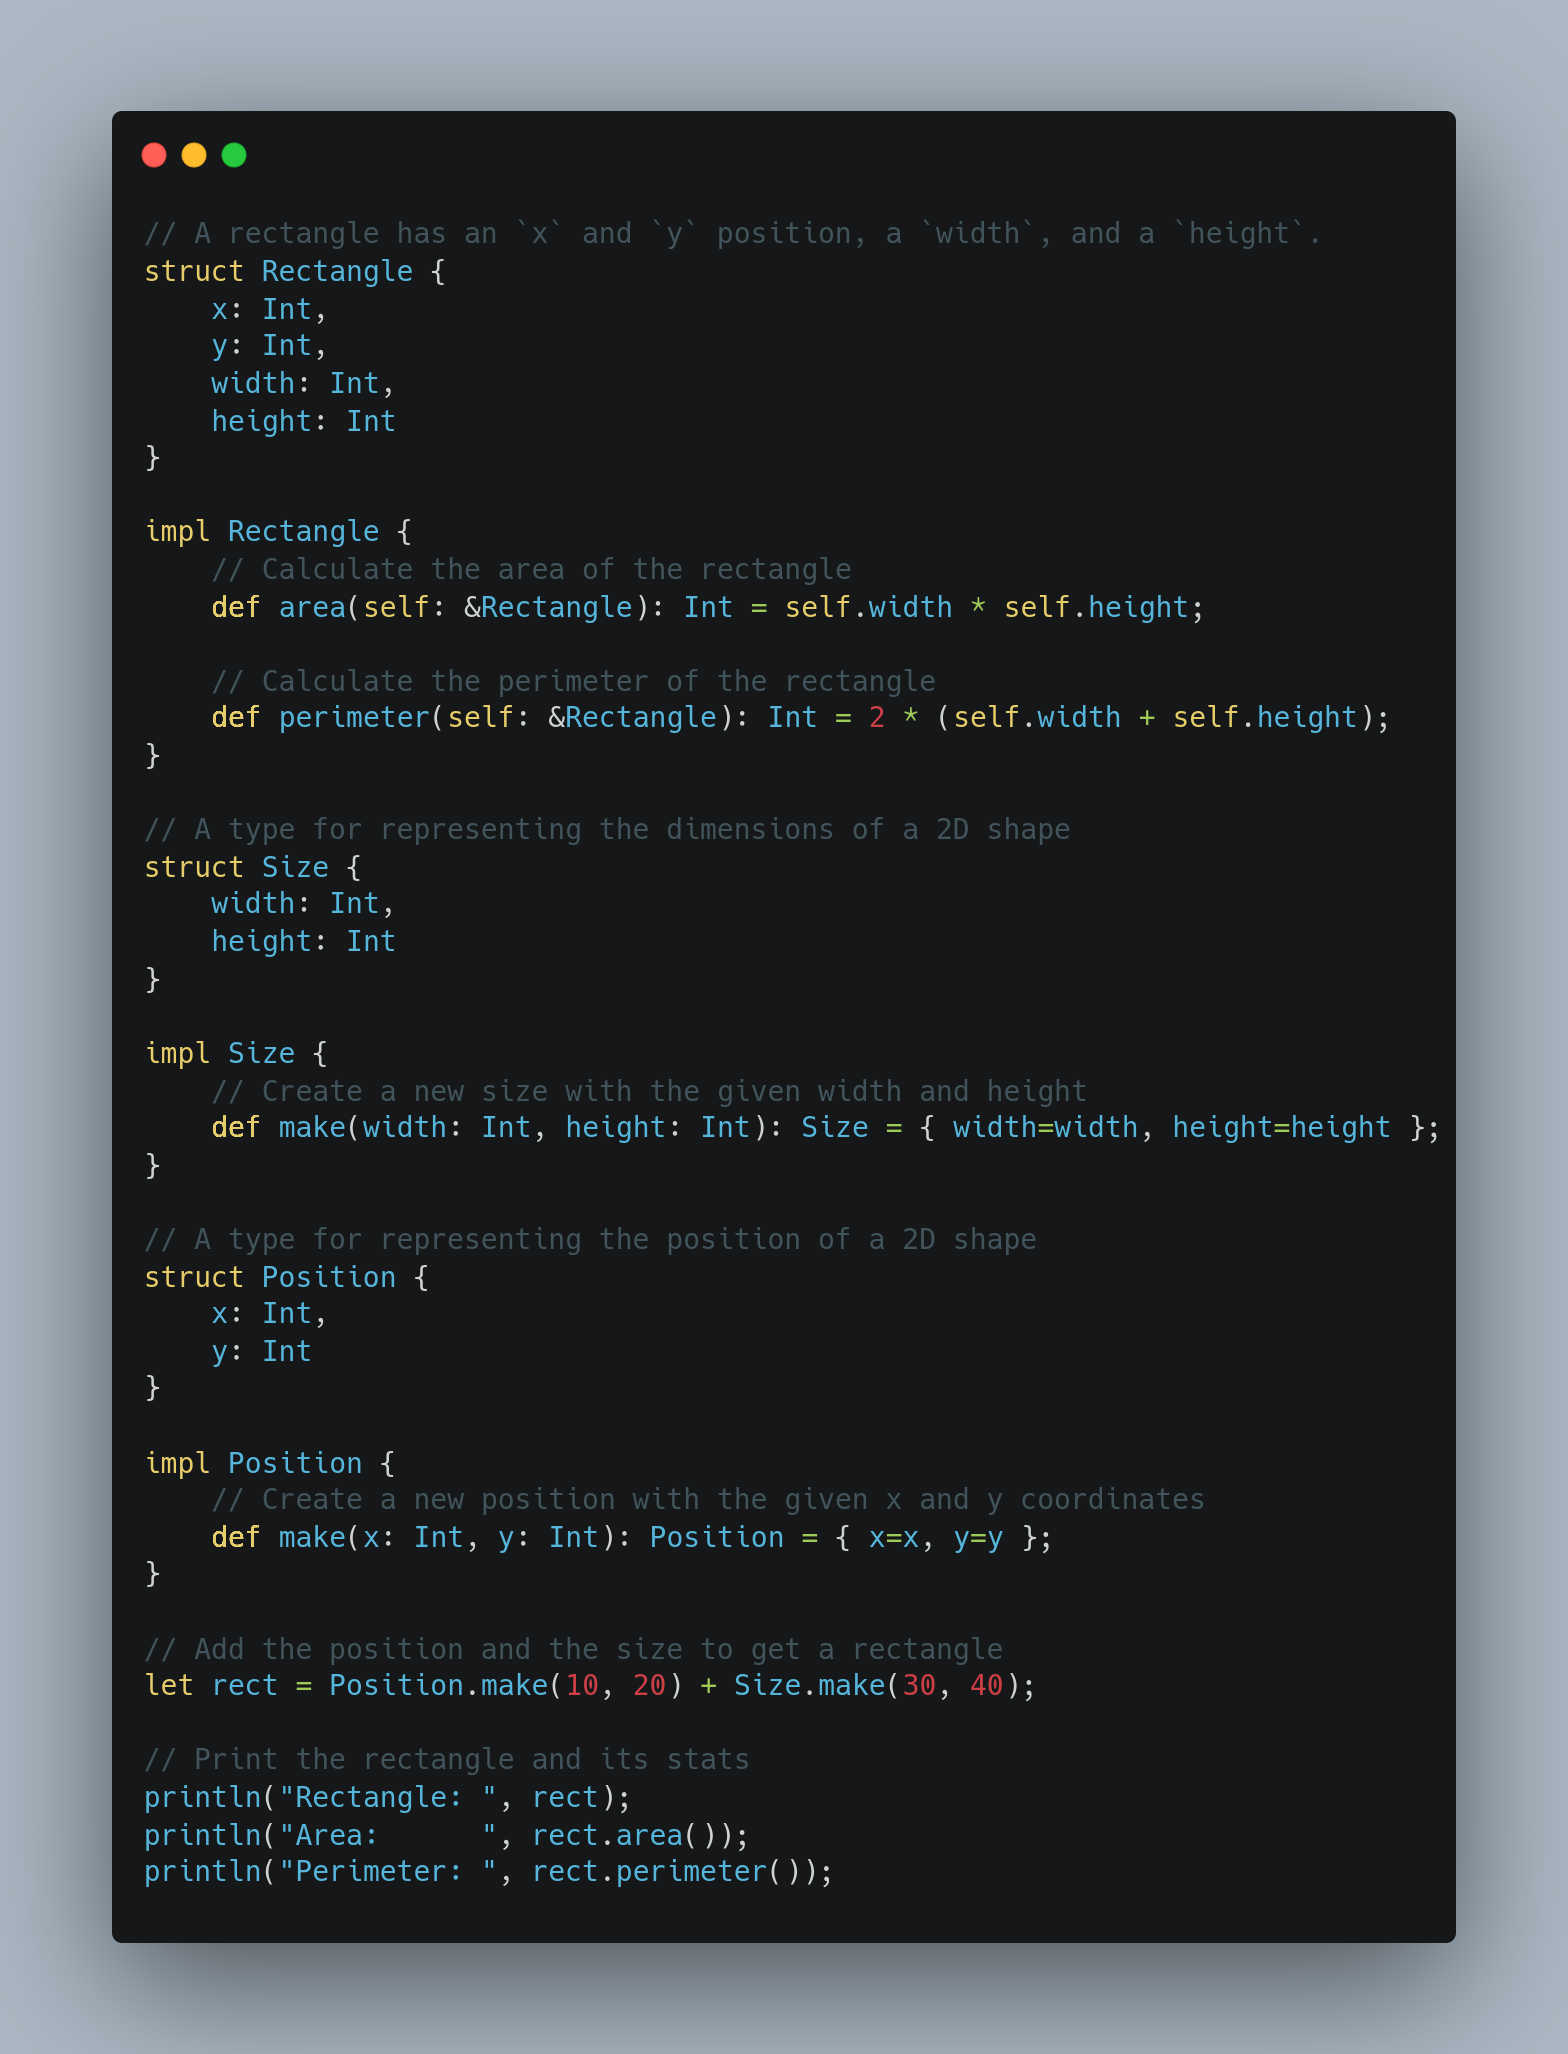 // A rectangle has an `x` and `y` position, a `width`, and a `height`.
struct Rectangle {
    x: Int,
    y: Int,
    width: Int,
    height: Int
}

impl Rectangle {
    // Calculate the area of the rectangle
    def area(self: &Rectangle): Int = self.width * self.height;

    // Calculate the perimeter of the rectangle
    def perimeter(self: &Rectangle): Int = 2 * (self.width + self.height);
}

// A type for representing the dimensions of a 2D shape
struct Size {
    width: Int,
    height: Int
}

impl Size {
    // Create a new size with the given width and height
    def make(width: Int, height: Int): Size = { width=width, height=height };
}

// A type for representing the position of a 2D shape
struct Position {
    x: Int,
    y: Int
}

impl Position {
    // Create a new position with the given x and y coordinates
    def make(x: Int, y: Int): Position = { x=x, y=y };
}

// Add the position and the size to get a rectangle
let rect = Position.make(10, 20) + Size.make(30, 40);

// Print the rectangle and its stats
println("Rectangle: ", rect);
println("Area:      ", rect.area());
println("Perimeter: ", rect.perimeter());